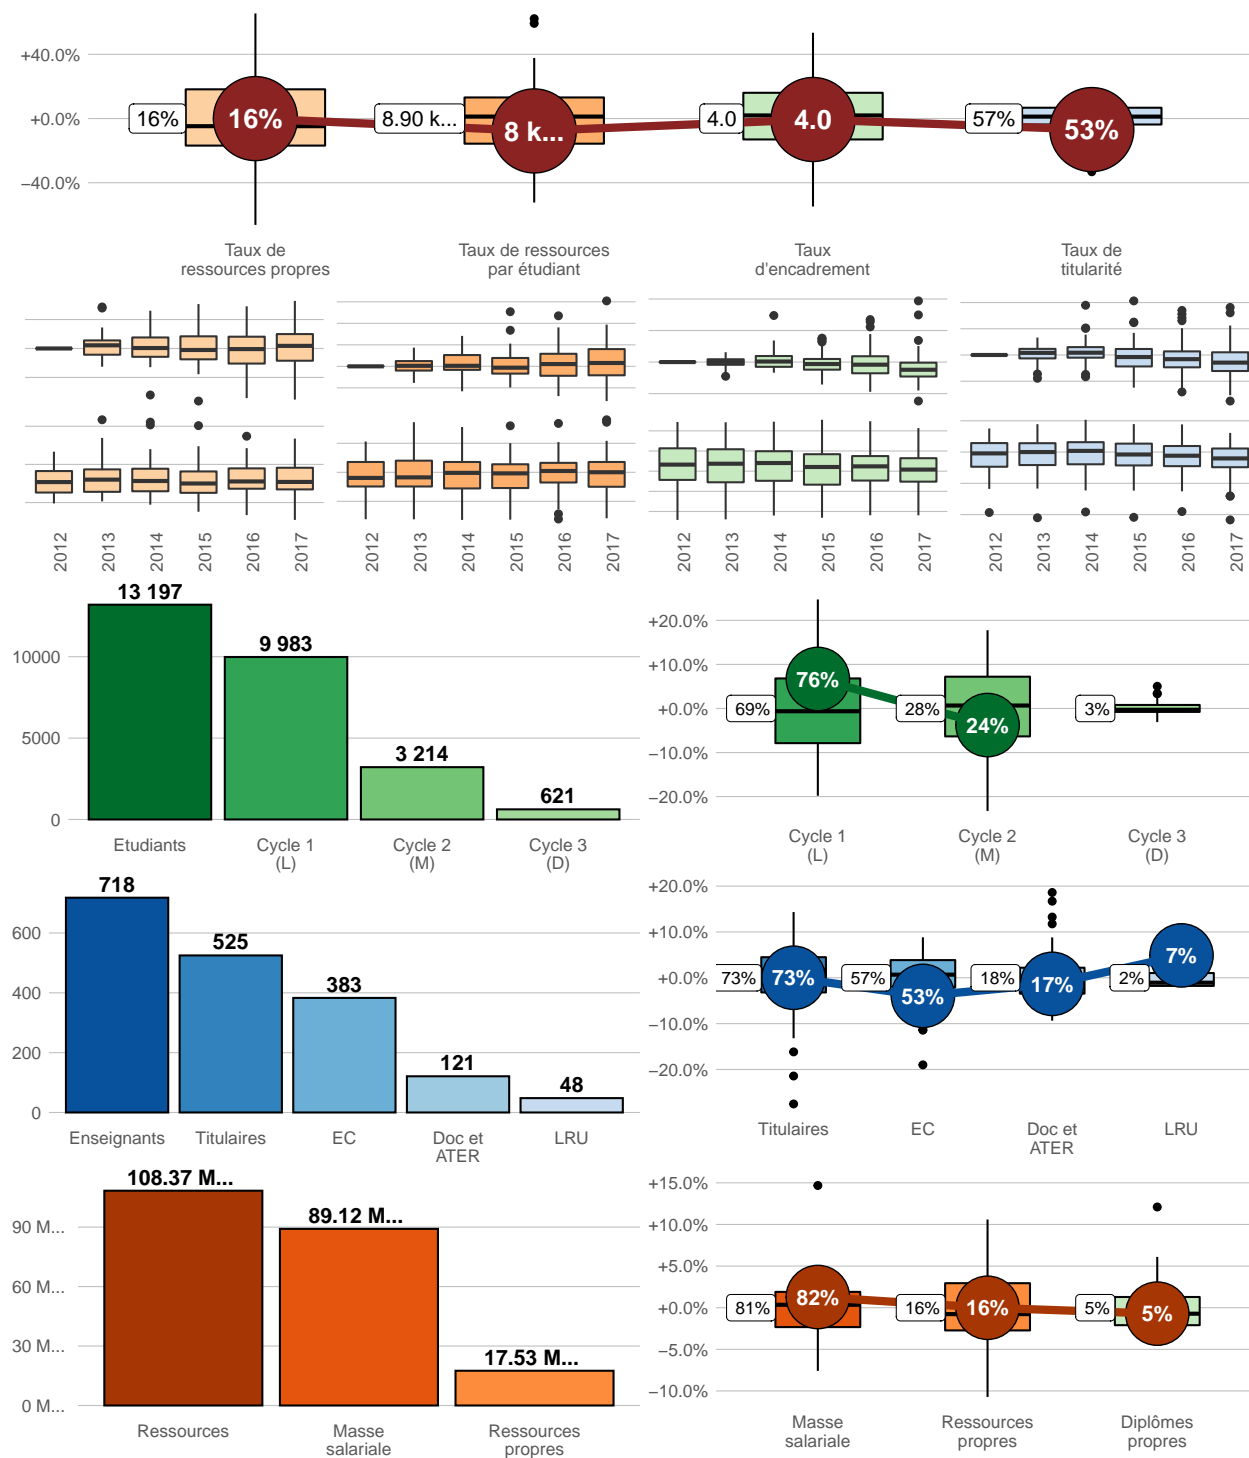 +40.0%
+0.0%
−40.0%
16%
16%
8.90 k...
8 k...
4.0
4.0
57%
53%
Taux de
ressources propres
Taux de ressources
par étudiant
Taux
d'encadrement
Taux de
titularité
2012
2013
2014
2015
2016
2017
2012
2013
2014
2015
2016
2017
2012
2013
2014
2015
2016
2017
2012
2013
2014
2015
2016
2017
10000
5000
0
13 197
9 983
3 214
621
Etudiants
Cycle 1
(L)
Cycle 2
(M)
Cycle 3
(D)
+20.0%
+10.0%
+0.0%
−10.0%
−20.0%
69%
76%
28%
24%
3%
Cycle 1
(L)
Cycle 2
(M)
Cycle 3
(D)
600
400
200
0
718
525
383
121
48
Enseignants
Titulaires
EC
Doc et
ATER
LRU
+20.0%
+10.0%
+0.0%
−10.0%
−20.0%
73%
73%
57%
53%
18%
17%
2%
7%
Titulaires
EC
Doc et
ATER
LRU
90 M...
60 M...
30 M...
0 M...
108.37 M...
89.12 M...
17.53 M...
Ressources
Masse
salariale
Ressources
propres
+15.0%
+10.0%
+5.0%
+0.0%
−5.0%
−10.0%
81%
82%
16%
16%
5%
5%
Masse
salariale
Ressources
propres
Diplômes
propres